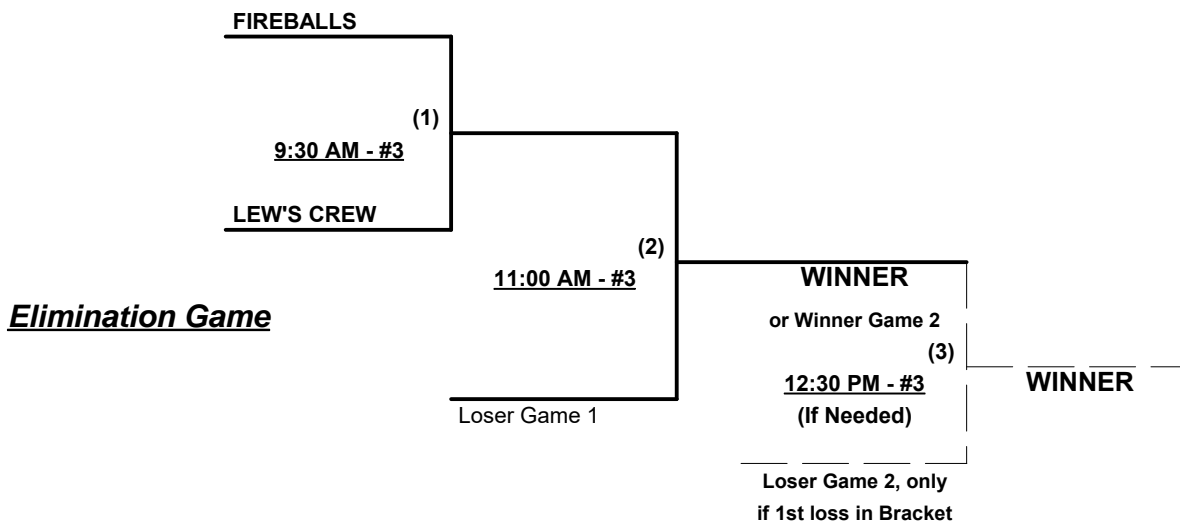 FIREBALLS
(1)
9:30 AM - #3
LEW'S CREW
(2)
11:00 AM - #3
WINNER
Elimination Game
or Winner Game 2
(3)
12:30 PM - #3
WINNER
Loser Game 1
(If Needed)
Loser Game 2, only
if 1st loss in Bracket